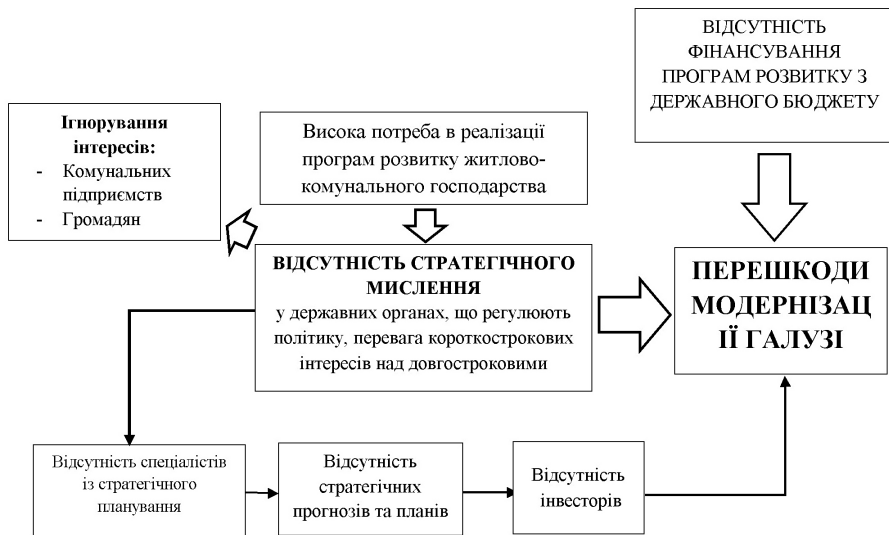 ВІДСУТНІСТЬ
ФІНАНСУВАННЯ
ПРОГРАМ РОЗВИТКУ З
ДЕРЖАВНОГО БЮДЖЕТУ
Ігнорування
інтересів:
- Комунальних
підприємств
- Громадян
Висока потреба в реалізації
програм розвитку житлово-
комунального господарства
ВІДСУТНІСТЬ СТРАТЕГІЧНОГО
МИСЛЕННЯ
у державних органах, що регулюють
політику, перевага короткострокових
інтересів над довгостроковими
ПЕРЕШКОДИ
МОДЕРНІЗАЦ
ІЇ ГАЛУЗІ
Відсутність спеціалістів
із стратегічного
планування
Відсутність
стратегічних
прогнозів та планів
Відсутність
інвесторів